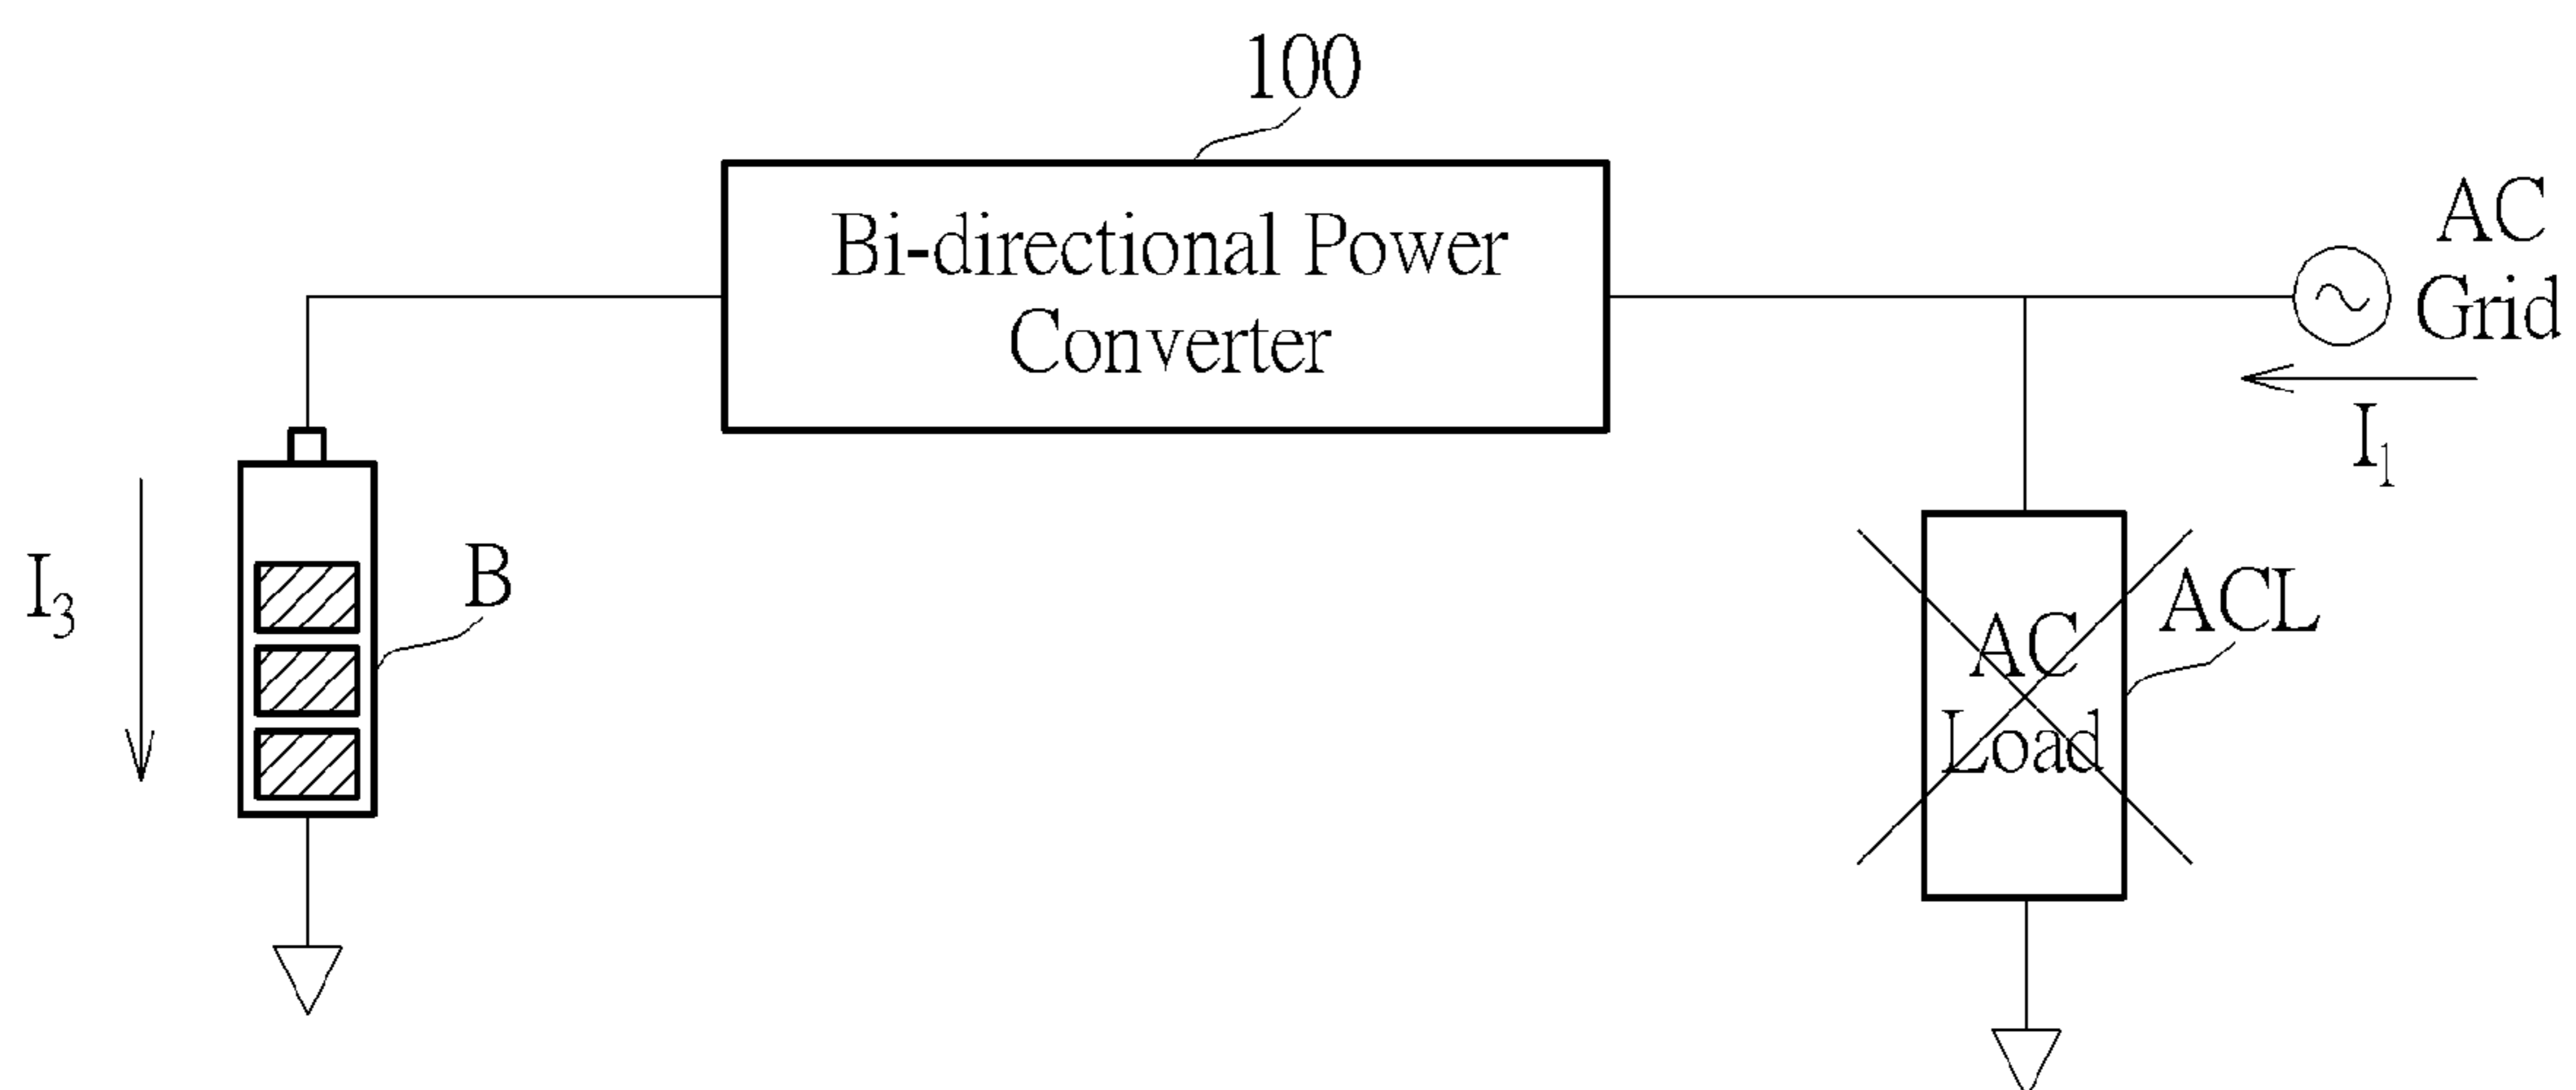 100
Bi-directional Power
Converter
AC
Grid
I₁
I₃
B
ACL
AC
Load